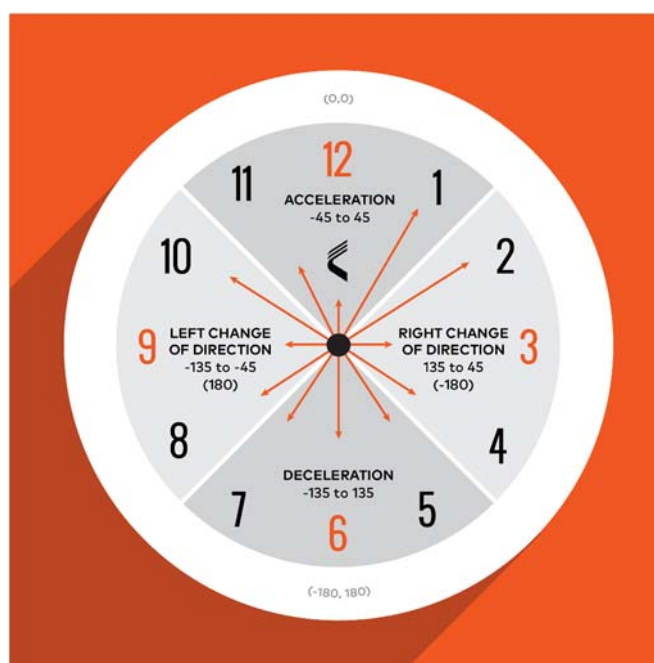 (0,0)
12
11
1
ACCELERATION
-45 to 45
10
2
9
LEFT CHANGE
OF DIRECTION
-135 to -45
(180)
RIGHT CHANGE
OF DIRECTION
135 to 45
(-180)
3
8
4
DECELERATION
-135 to 135
7
5
6
(-180, 180)